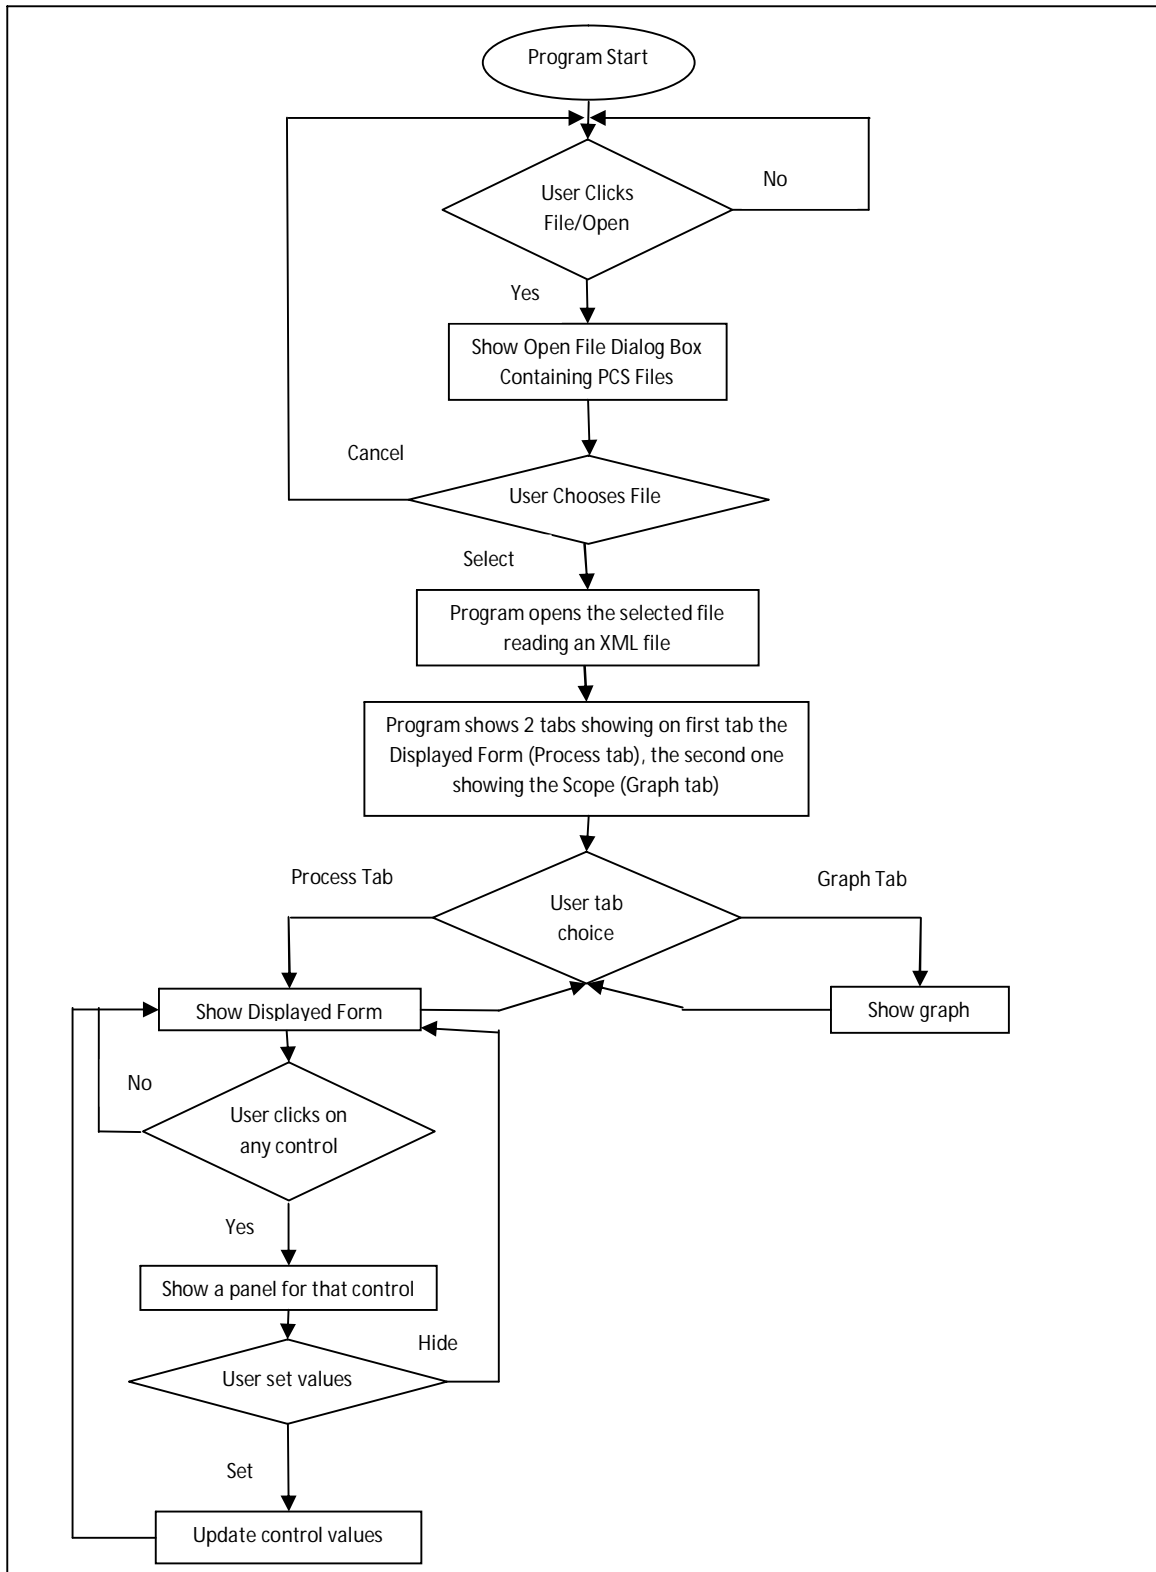 Program Start
User Clicks
File/Open
No
Yes
Show Open File Dialog Box
Containing PCS Files
Cancel
User Chooses File
Select
Program opens the selected file
reading an XML file
Program shows 2 tabs showing on first tab the
Displayed Form (Process tab), the second one
showing the Scope (Graph tab)
Process Tab
Graph Tab
User tab
choice
Show Displayed Form
Show graph
No
User clicks on
any control
Yes
Show a panel for that control
Hide
User set values
Set
Update control values